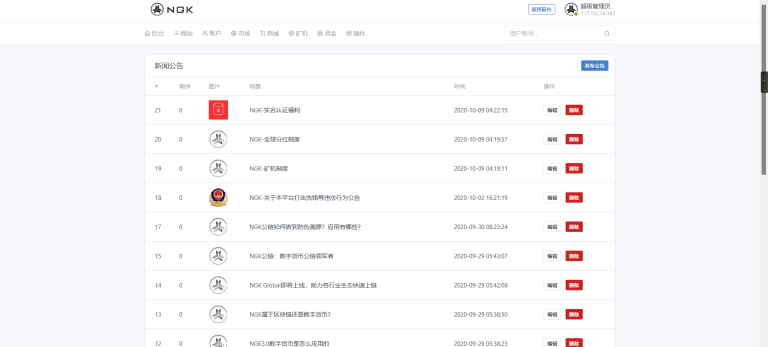 NGK
返回前台
超级管理员
后台 网站 账户 市场 商城 矿机 资金 插件
用户账号...
新闻公告
发布公告
# 顺序 图片 标题 时间 操作
21 0 NGK-实名认证福利 2020-10-09 04:22:15 编辑 删除
20 0 NGK-全球分红制度 2020-10-09 04:19:57 编辑 删除
19 0 NGK-矿机制度 2020-10-09 04:19:11 编辑 删除
18 0 NGK-关于本平台打击洗钱等违法行为公告 2020-10-02 16:21:19 编辑 删除
17 0 NGK公链如何做到防伪溯源？应用有哪些? 2020-09-30 08:23:24 编辑 删除
15 0 NGK公链：数字货币公链领军者 2020-09-29 05:43:07 编辑 删除
14 0 NGK Global即将上线，助力各行业生态快速上链 2020-09-29 05:42:08 编辑 删除
13 0 NGK属于区块链还是数字货币? 2020-09-29 05:38:50 编辑 删除
12 0 NGK3.0数字货币是怎么应用的 2020-09-29 05:38:25 编辑 删除